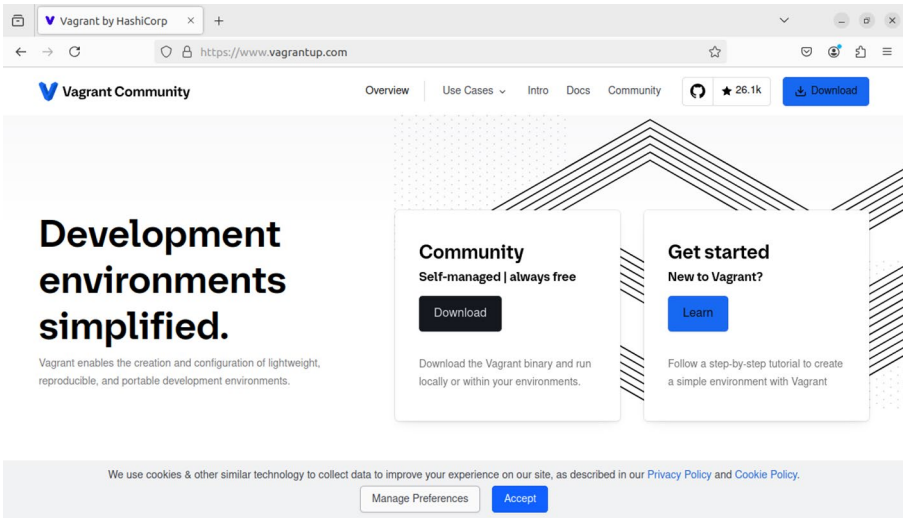 Vagrant by HashiCorp
https://www.vagrantup.com
Vagrant Community
Overview
Use Cases
Intro
Docs
Community
26.1k
Download
Development
environments
simplified.
Vagrant enables the creation and configuration of lightweight,
reproducible, and portable development environments.
Community
Self-managed | always free
Download
Download the Vagrant binary and run
locally or within your environments.
Get started
New to Vagrant?
Learn
Follow a step-by-step tutorial to create
a simple environment with Vagrant
We use cookies & other similar technology to collect data to improve your experience on our site, as described in our Privacy Policy and Cookie Policy.
Manage Preferences
Accept